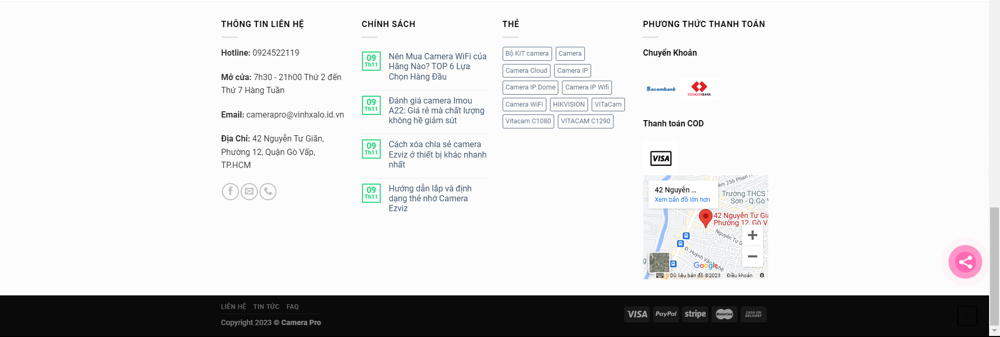 THÔNG TIN LIÊN HỆ
Hotline: 0924522119
Mở cửa: 7h30 - 21h00 Thứ 2 đến
Thứ 7 Hàng Tuần
Email: camerapro@vinhxalo.id.vn
Địa Chỉ: 42 Nguyễn Tư Giãn,
Phường 12, Quận Gò Vấp,
TP.HCM
CHÍNH SÁCH
09
Th11
Nên Mua Camera WiFi của
Hãng Nào? TOP 6 Lựa
Chọn Hàng Đầu
09
Th11
Đánh giá camera Imou
A22: Giá rẻ mà chất lượng
không hề giảm sút
09
Th11
Cách xóa chia sẻ camera
Ezviz ở thiết bị khác nhanh
nhất
09
Th11
Hướng dẫn lắp và định
dạng thẻ nhớ Camera
Ezviz
THẺ
Bộ KIT camera Camera
Camera Cloud Camera IP
Camera IP Dome Camera IP Wifi
Camera WiFi HIKVISION ViTaCam
Vitacam C1080 VITACAM C1290
PHƯƠNG THỨC THANH TOÁN
Chuyển Khoản
Sacombank TECHCOMBANK
Thanh toán COD
VISA
42 Nguyễn ...
Xem bản đồ lớn hơn
ẻm 256 Phan
Trường THCS
Sơn - Q.Gò V
42 Nguyễn Tư Giả
Phường 12, Gò V
Nguyễn Tư G
Đ. Huỳnh Văn Nghệ
Google
Dữ liệu bản đồ ©2023 Điều khoản
LIÊN HỆ TIN TỨC FAQ
Copyright 2023 © Camera Pro
VISA PayPal stripe MasterCard CASH ON DELIVERY